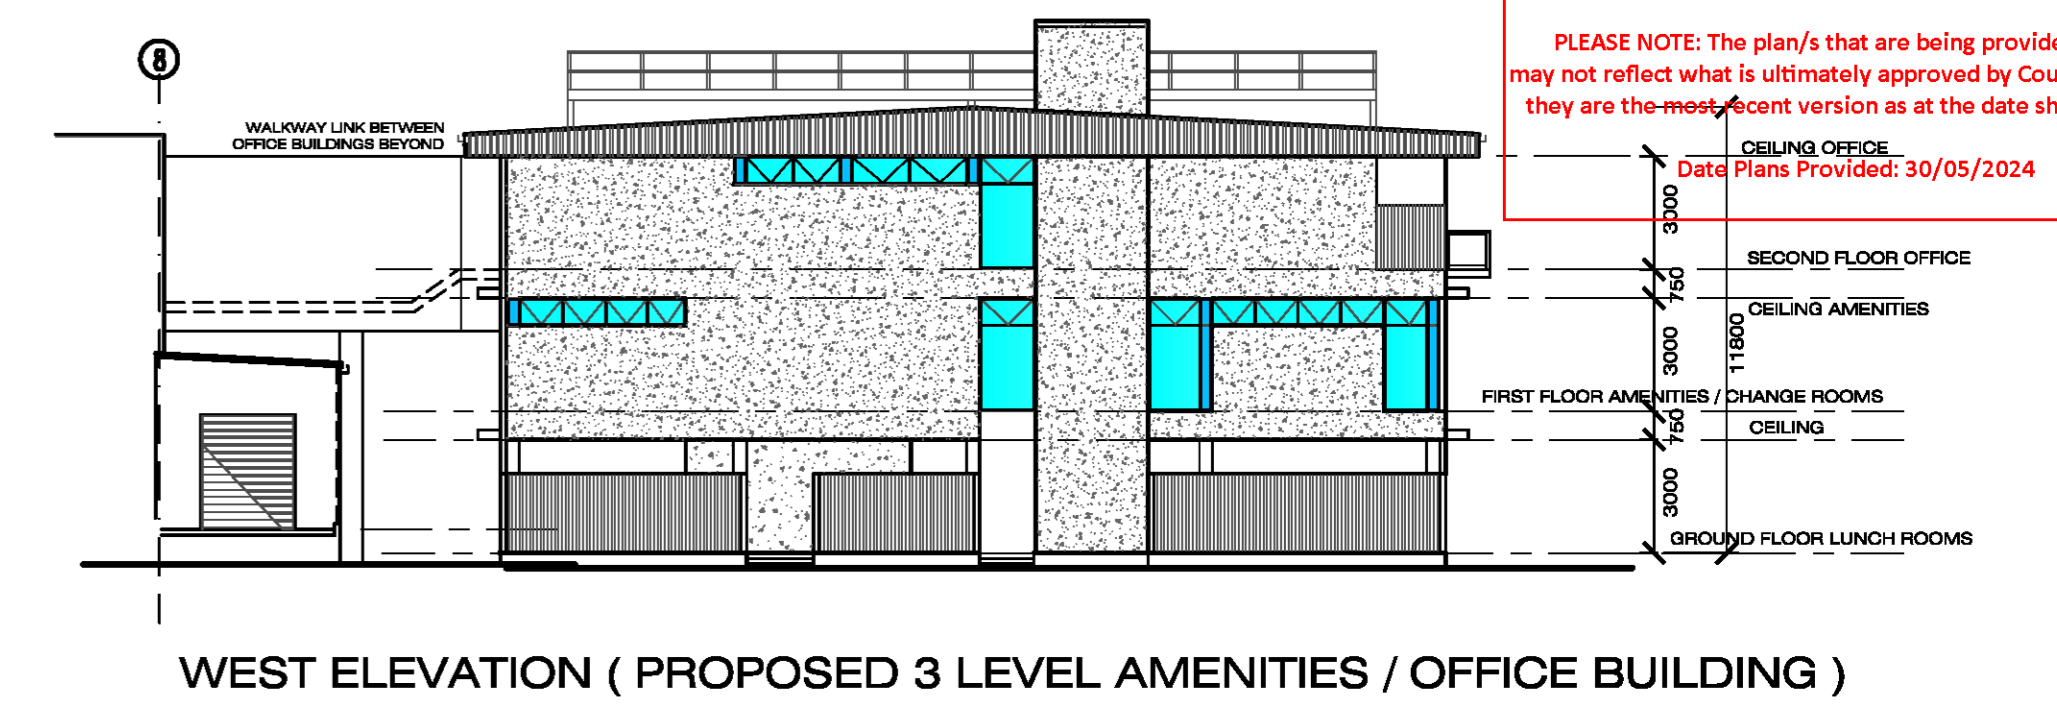 8
PLEASE NOTE: The plan/s that are being provide
may not reflect what is ultimately approved by Cou
they are the most recent version as at the date sh
WALKWAY LINK BETWEEN
OFFICE BUILDINGS BEYOND
CEILING OFFICE
Date Plans Provided: 30/05/2024
3000
SECOND FLOOR OFFICE
750
CEILING AMENITIES
3000
11800
FIRST FLOOR AMENITIES / CHANGE ROOMS
750
CEILING
3000
GROUND FLOOR LUNCH ROOMS
WEST ELEVATION ( PROPOSED 3 LEVEL AMENITIES / OFFICE BUILDING )